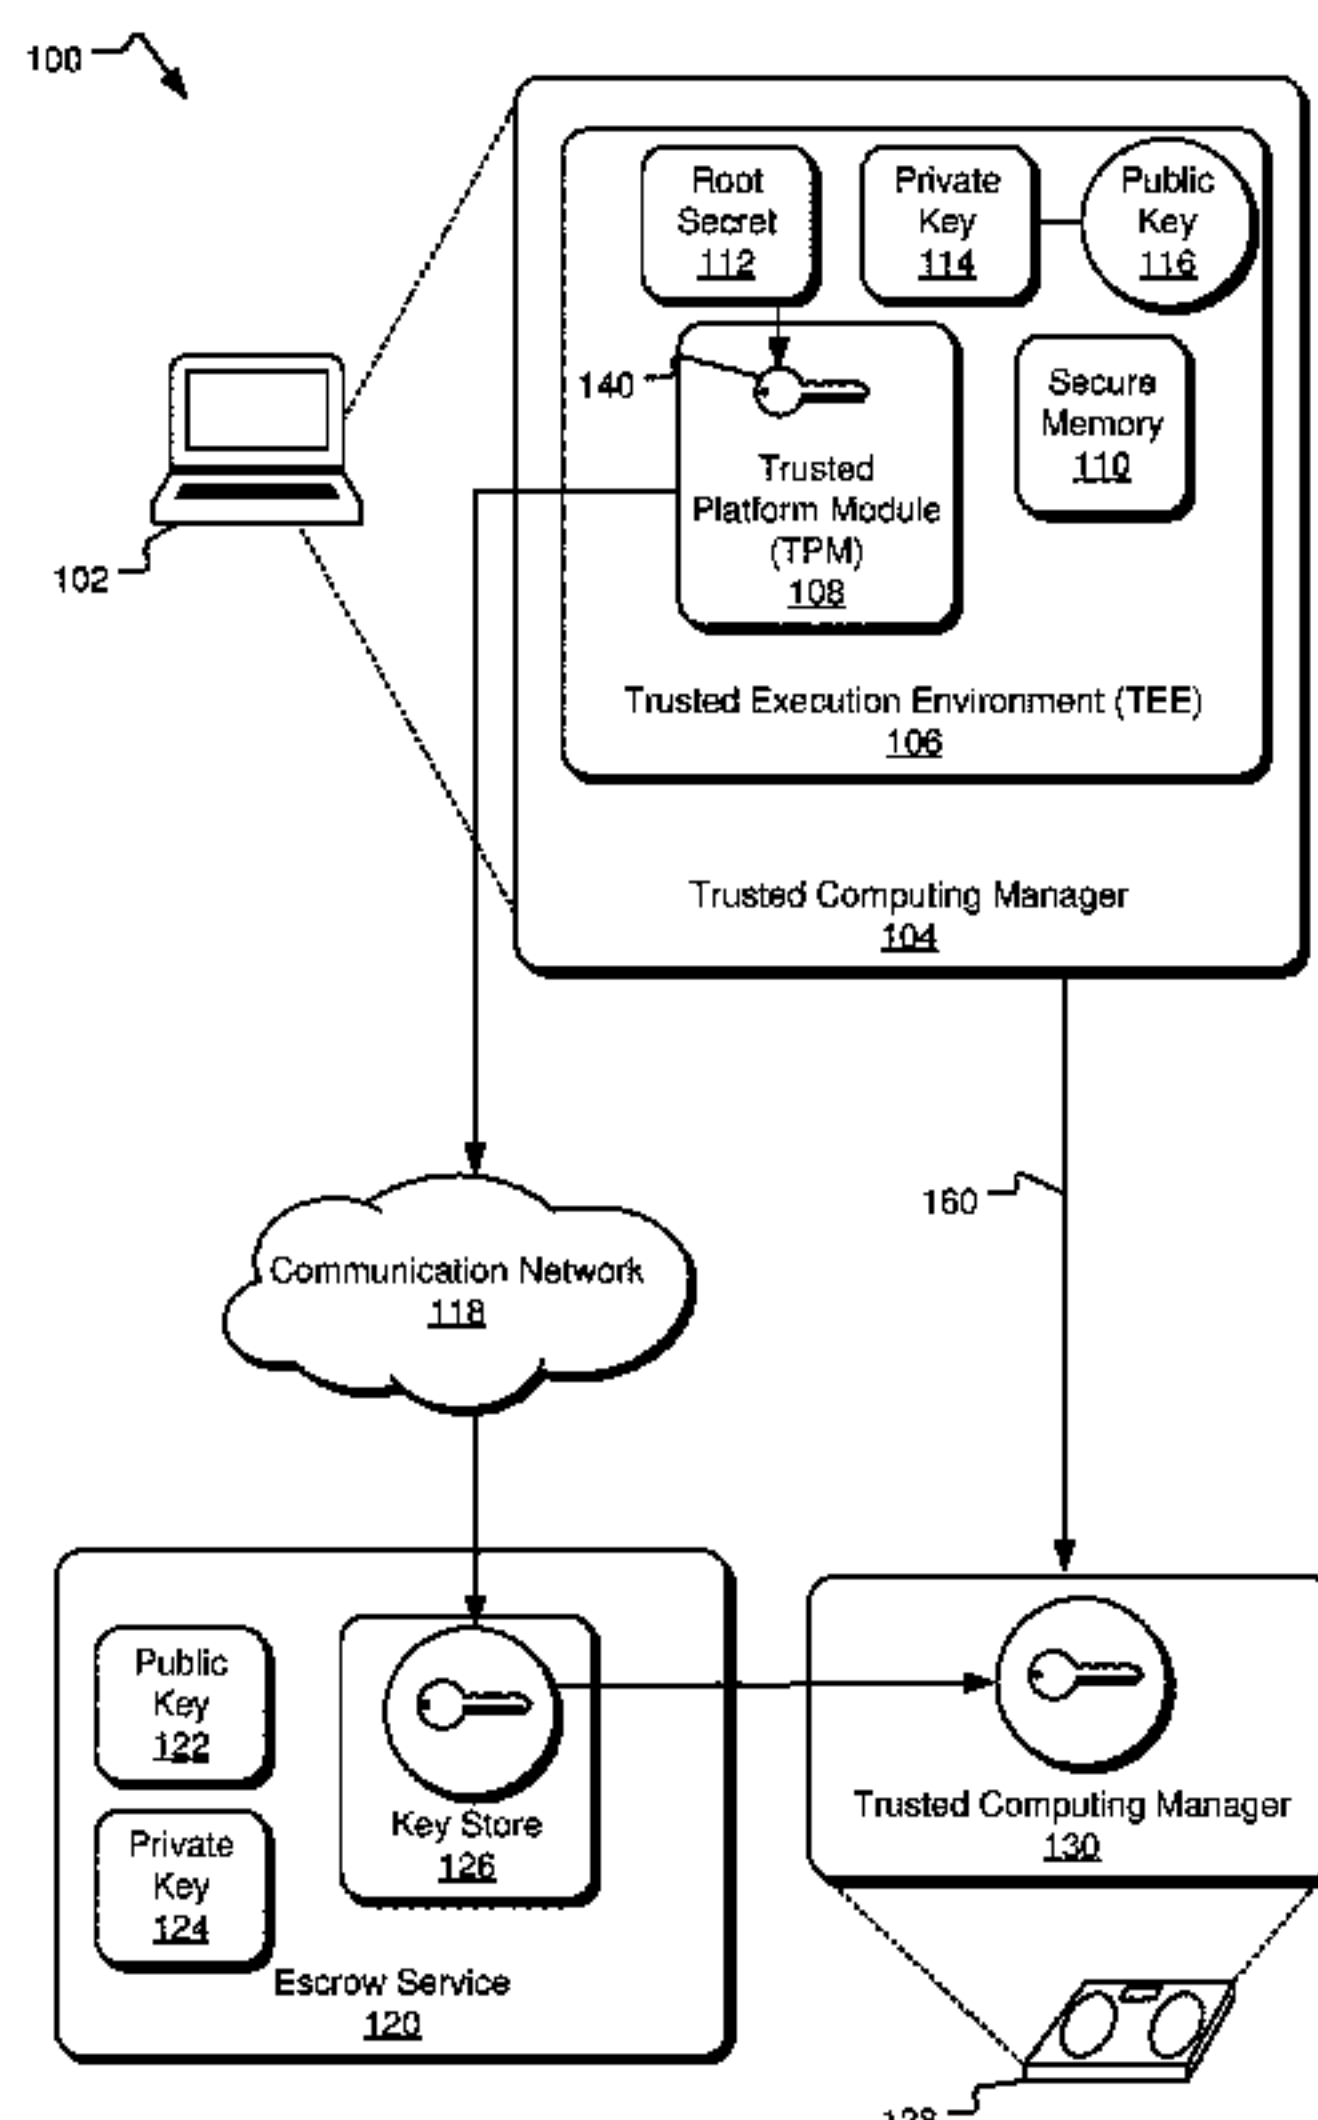 100
Root
Secret
112
Private
Key
114
Public
Key
116
140
Secure
Memory
110
Trusted
Platform Module
(TPM)
108
102
Trusted Execution Environment (TEE)
106
Trusted Computing Manager
104
160
Communication Network
118
Public
Key
122
Key Store
126
Private
Key
124
Escrow Service
120
Trusted Computing Manager
130